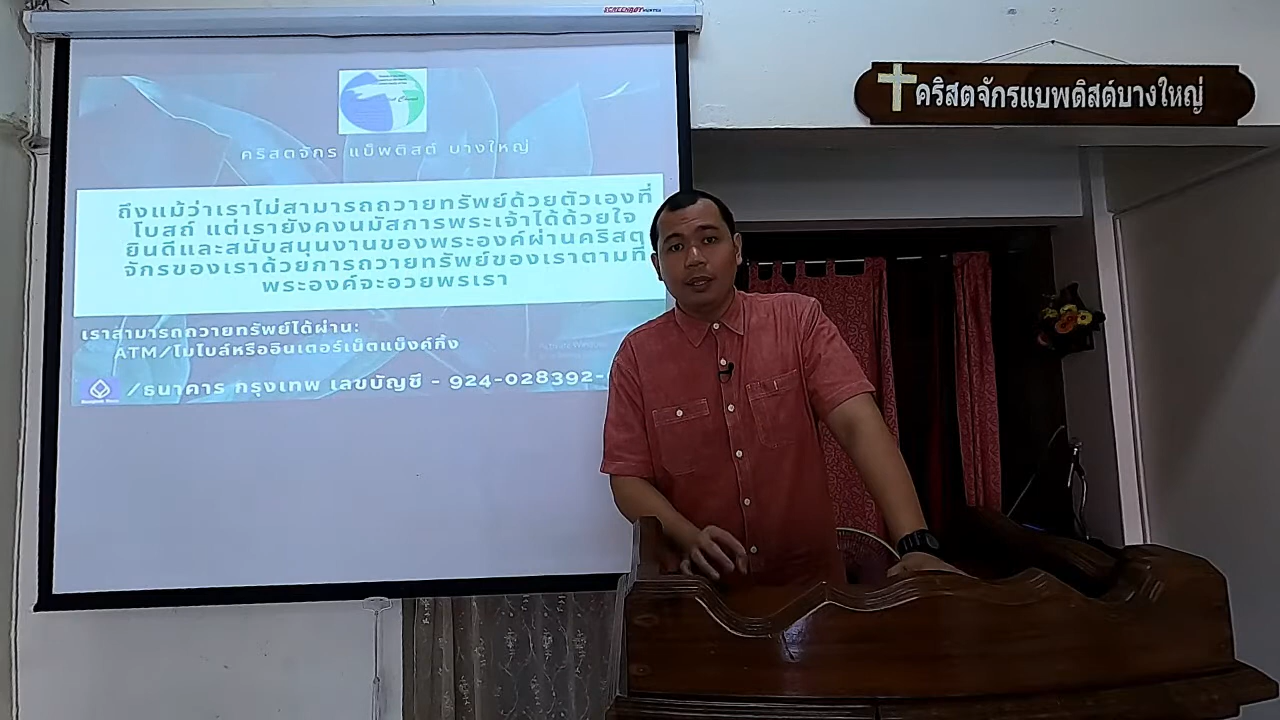 SCREENBOY
คริสตจักรแบพติสต์บางใหญ่
คริสตจักร แบ็พติสต์ บางใหญ่
ถึงแม้ว่าเราไม่สามารถถวายทรัพย์ด้วยตัวเองที่
โบสถ์ แต่เรายังคงนมัสการพระเจ้าได้ด้วยใจ
ยินดีและสนับสนุนงานของพระองค์ผ่านคริสต
จักรของเราด้วยการถวายทรัพย์ของเราตามที่
พระองค์จะอวยพรเรา
เราสามารถถวายทรัพย์ได้ผ่าน:
ATM/โมไบส์หรืออินเตอร์เน็ตแบ็งค์กิ้ง
/ธนาคาร กรุงเทพ เลขบัญชี - 924-028392-